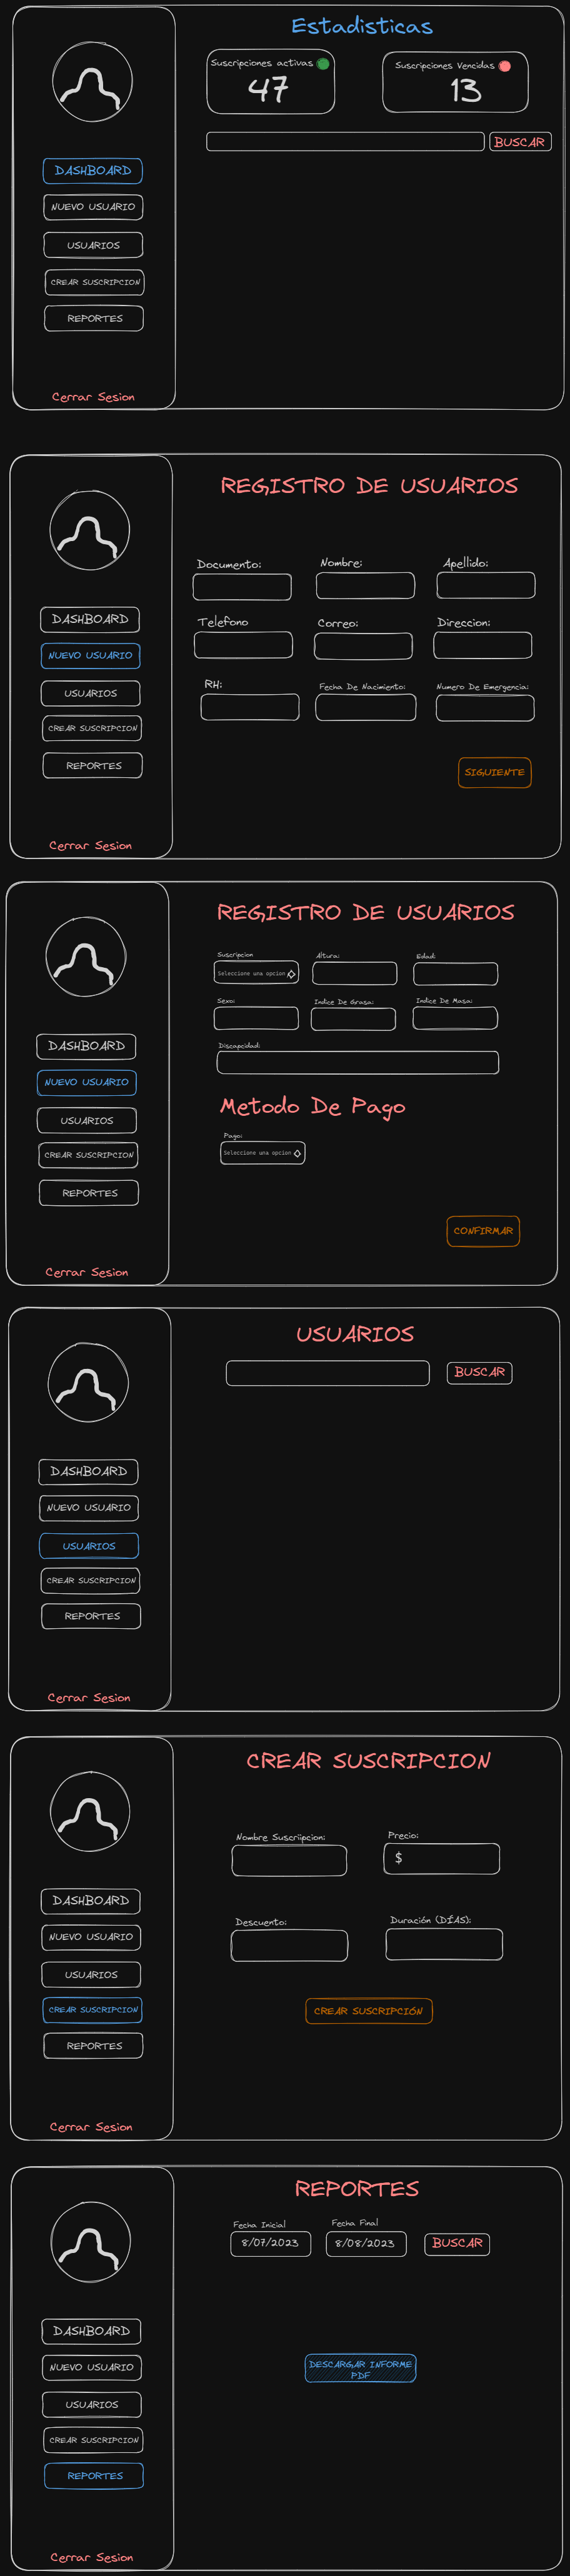 Estadisticas
Suscripciones activas
47
Suscripciones Vencidas
13
BUSCAR
DASHBOARD
NUEVO USUARIO
USUARIOS
CREAR SUSCRIPCION
REPORTES
Cerrar Sesion
REGISTRO DE USUARIOS
Documento:
Nombre:
Apellido:
Telefono
Correo:
Direccion:
RH:
Fecha De Nacimiento:
Numero De Emergencia:
SIGUIENTE
DASHBOARD
NUEVO USUARIO
USUARIOS
CREAR SUSCRIPCION
REPORTES
Cerrar Sesion
REGISTRO DE USUARIOS
Suscripcion
Altura:
Edad:
Seleccione una opcion
Sexo:
Indice De Grasa:
Indice De Masa:
Discapcidad:
Metodo De Pago
Pago:
Seleccione una opcion
CONFIRMAR
DASHBOARD
NUEVO USUARIO
USUARIOS
CREAR SUSCRIPCION
REPORTES
Cerrar Sesion
USUARIOS
BUSCAR
DASHBOARD
NUEVO USUARIO
USUARIOS
CREAR SUSCRIPCION
REPORTES
Cerrar Sesion
CREAR SUSCRIPCION
Nombre Suscriipcion:
Precio:
$
Descuento:
Duración (DÍAS):
CREAR SUSCRIPCIÓN
DASHBOARD
NUEVO USUARIO
USUARIOS
CREAR SUSCRIPCION
REPORTES
Cerrar Sesion
REPORTES
Fecha Inicial
Fecha Final
8/07/2023
8/08/2023
BUSCAR
DESCARGAR INFORME
PDF
DASHBOARD
NUEVO USUARIO
USUARIOS
CREAR SUSCRIPCION
REPORTES
Cerrar Sesion